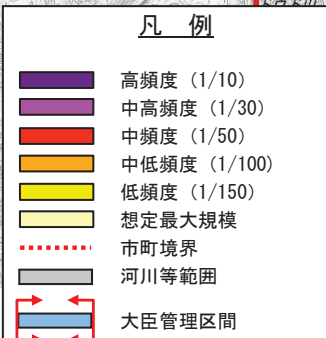 凡 例
高頻度 (1/10)
中高頻度 (1/30)
中頻度 (1/50)
中低頻度 (1/100)
低頻度 (1/150)
想定最大規模
市町境界
河川等範囲
大臣管理区間